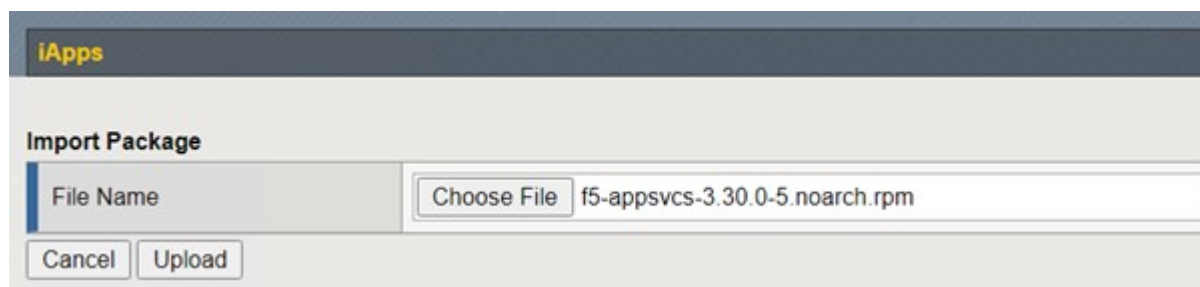 iApps
Import Package
File Name Choose File f5-appsvcs-3.30.0-5.noarch.rpm
Cancel Upload